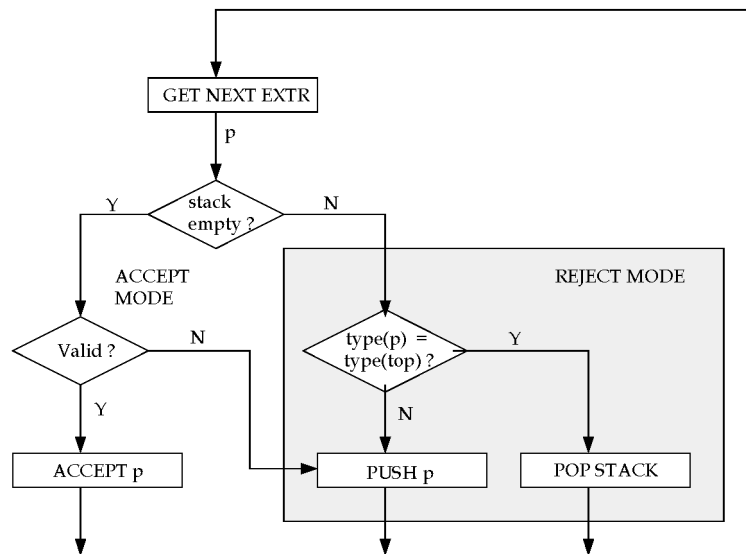 GET NEXT EXTR
p
Y
stack
empty ?
N
ACCEPT
MODE
REJECT MODE
Valid ?
N
type(p) =
type(top) ?
Y
Y
N
ACCEPT p
PUSH p
POP STACK